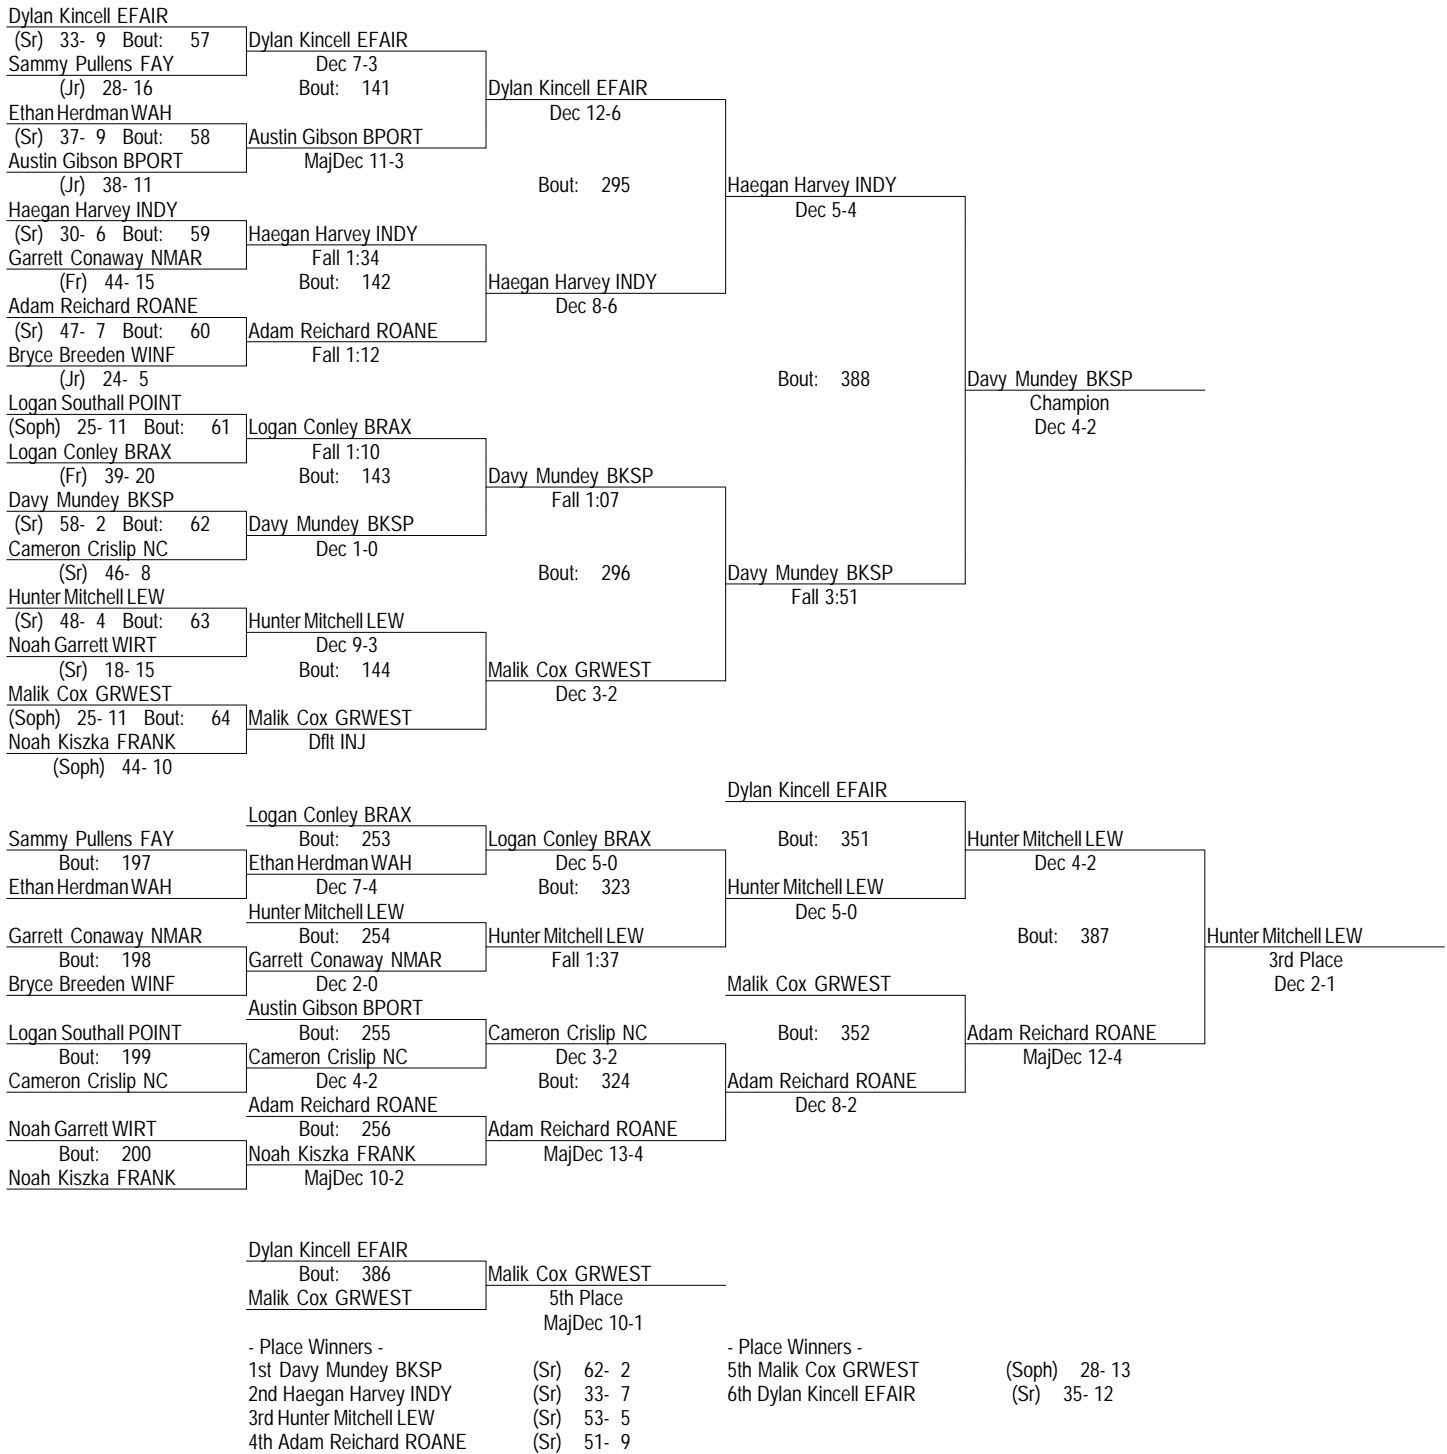 Dylan Kincell EFAIR
(Sr) 33- 9 Bout: 57 Dylan Kincell EFAIR
Sammy Pullens FAY Dec 7-3
(Jr) 28- 16 Bout: 141 Dylan Kincell EFAIR
Ethan Herdman WAH Dec 12-6
(Sr) 37- 9 Bout: 58 Austin Gibson BPORT
Austin Gibson BPORT MajDec 11-3
(Jr) 38- 11 Bout: 295 Haegan Harvey INDY
Haegan Harvey INDY Dec 5-4
(Sr) 30- 6 Bout: 59 Haegan Harvey INDY
Garrett Conaway NMAR Fall 1:34
(Fr) 44- 15 Bout: 142 Haegan Harvey INDY
Adam Reichard ROANE Dec 8-6
(Sr) 47- 7 Bout: 60 Adam Reichard ROANE
Bryce Breeden WINF Fall 1:12
(Jr) 24- 5 Bout: 388 Davy Mundey BKSP
Logan Southall POINT Champion
(Soph) 25- 11 Bout: 61 Logan Conley BRAX Dec 4-2
Logan Conley BRAX Fall 1:10
(Fr) 39- 20 Bout: 143 Davy Mundey BKSP
Davy Mundey BKSP Fall 1:07
(Sr) 58- 2 Bout: 62 Davy Mundey BKSP
Cameron Crislip NC Dec 1-0
(Sr) 46- 8 Bout: 296 Davy Mundey BKSP
Hunter Mitchell LEW Fall 3:51
(Sr) 48- 4 Bout: 63 Hunter Mitchell LEW
Noah Garrett WIRT Dec 9-3
(Sr) 18- 15 Bout: 144 Malik Cox GRWEST
Malik Cox GRWEST Dec 3-2
(Soph) 25- 11 Bout: 64 Malik Cox GRWEST
Noah Kiszka FRANK Dflt INJ
(Soph) 44- 10
Dylan Kincell EFAIR
Logan Conley BRAX
Sammy Pullens FAY Bout: 253 Logan Conley BRAX Bout: 351 Hunter Mitchell LEW
Bout: 197 Ethan Herdman WAH Dec 5-0 Dec 4-2
Ethan Herdman WAH Dec 7-4 Bout: 323 Hunter Mitchell LEW
Hunter Mitchell LEW Dec 5-0
Garrett Conaway NMAR Bout: 254 Hunter Mitchell LEW Bout: 387 Hunter Mitchell LEW
Bout: 198 Garrett Conaway NMAR Fall 1:37 3rd Place
Bryce Breeden WINF Dec 2-0 Malik Cox GRWEST Dec 2-1
Austin Gibson BPORT
Logan Southall POINT Bout: 255 Cameron Crislip NC Bout: 352 Adam Reichard ROANE
Bout: 199 Cameron Crislip NC Dec 3-2 MajDec 12-4
Cameron Crislip NC Dec 4-2 Bout: 324 Adam Reichard ROANE
Adam Reichard ROANE Dec 8-2
Noah Garrett WIRT Bout: 256 Adam Reichard ROANE
Bout: 200 Noah Kiszka FRANK MajDec 13-4
Noah Kiszka FRANK MajDec 10-2
Dylan Kincell EFAIR
Bout: 386 Malik Cox GRWEST
Malik Cox GRWEST 5th Place
MajDec 10-1
- Place Winners - - Place Winners -
1st Davy Mundey BKSP (Sr) 62- 2 5th Malik Cox GRWEST (Soph) 28- 13
2nd Haegan Harvey INDY (Sr) 33- 7 6th Dylan Kincell EFAIR (Sr) 35- 12
3rd Hunter Mitchell LEW (Sr) 53- 5
4th Adam Reichard ROANE (Sr) 51- 9